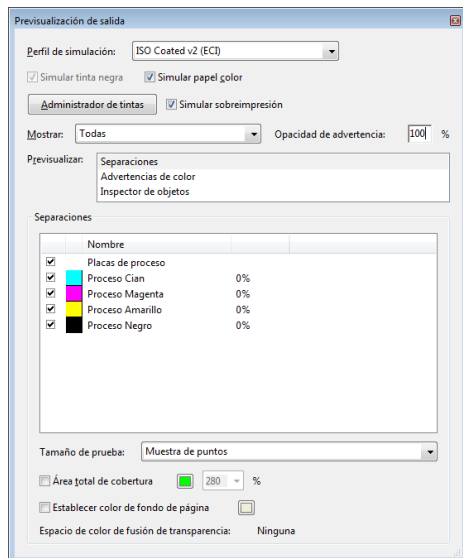 Previsualización de salida
Perfil de simulación: ISO Coated v2 (ECI)
Simular tinta negra Simular papel color
Administrador de tintas Simular sobreimpresión
Mostrar: Todas Opacidad de advertencia: 100 %
Previsualizar: Separaciones
Advertencias de color
Inspector de objetos
Separaciones
Nombre
Placas de proceso
Proceso Cian 0%
Proceso Magenta 0%
Proceso Amarillo 0%
Proceso Negro 0%
Tamaño de prueba: Muestra de puntos
Área total de cobertura 280 %
Establecer color de fondo de página
Espacio de color de fusión de transparencia: Ninguna